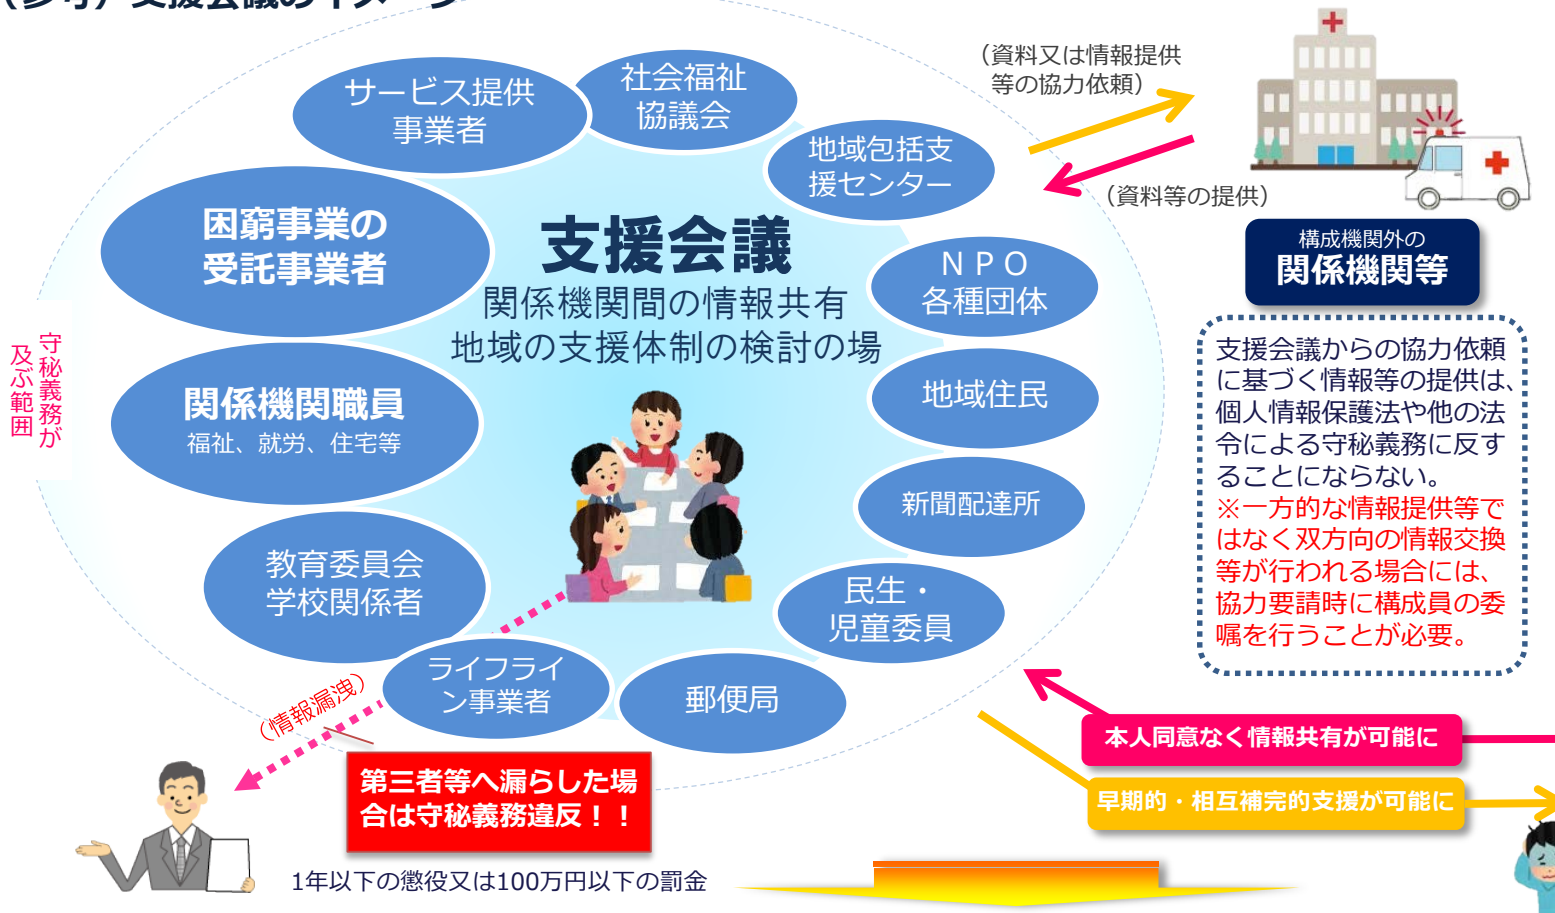 （参考）支援会議のイメージ
サービス提供
事業者
社会福祉
協議会
地域包括支
援センター
（資料又は情報提供
等の協力依頼）
（資料等の提供）
困窮事業の
受託事業者
支援会議
関係機関間の情報共有
地域の支援体制の検討の場
ＮＰＯ
各種団体
構成機関外の
関係機関等
守秘義務が
及ぶ範囲
関係機関職員
福祉、就労、住宅等
地域住民
支援会議からの協力依頼
に基づく情報等の提供は、
個人情報保護法や他の法
令による守秘義務に反す
ることにならない。
※一方的な情報提供等で
はなく双方向の情報交換
等が行われる場合には、
協力要請時に構成員の委
嘱を行うことが必要。
新聞配達所
教育委員会
学校関係者
民生・
児童委員
ライフライ
ン事業者
郵便局
（情報漏洩）
本人同意なく情報共有が可能に
第三者等へ漏らした場
合は守秘義務違反！！
早期的・相互補完的支援が可能に
1年以下の懲役又は100万円以下の罰金